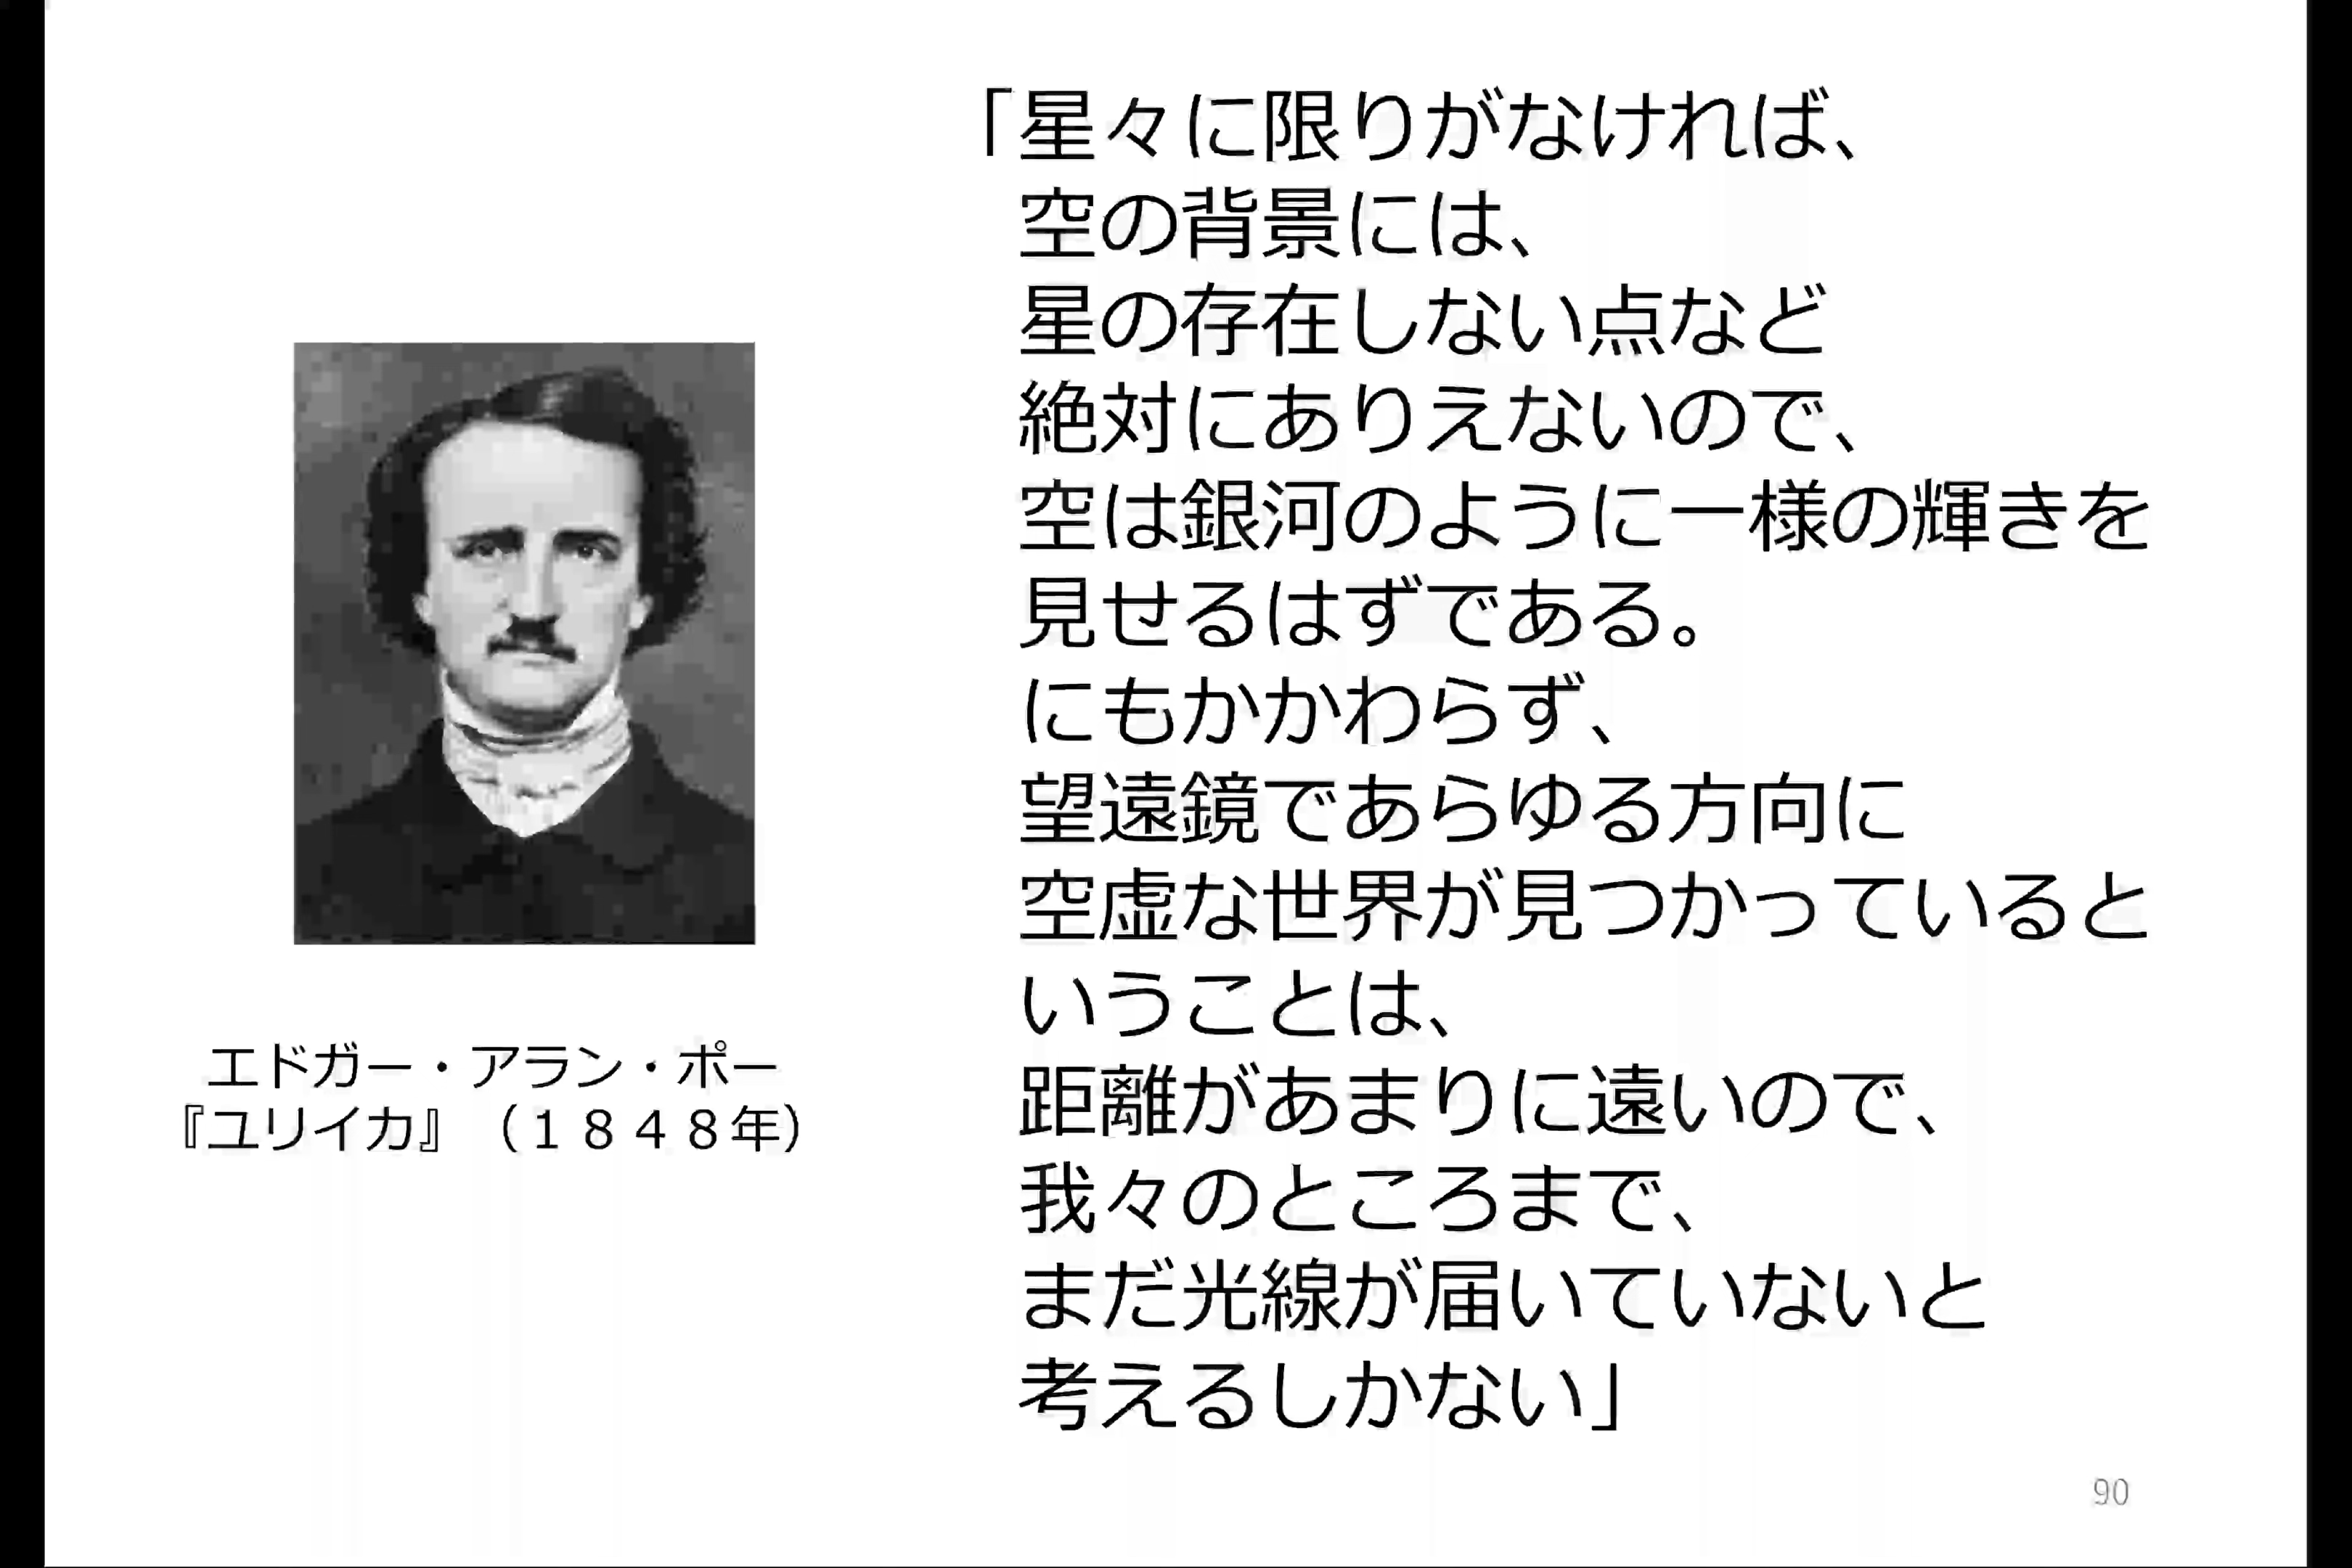 「星々に限りがなければ、
空の背景には、
星の存在しない点など
絶対にありえないので、
空は銀河のように一様の輝きを
見せるはずである。
にもかかわらず、
望遠鏡であらゆる方向に
空虚な世界が見つかっていると
いうことは、
距離があまりに遠いので、
我々のところまで、
まだ光線が届いていないと
考えるしかない」
エドガー・アラン・ポー
『ユリイカ』（１８４８年）
90